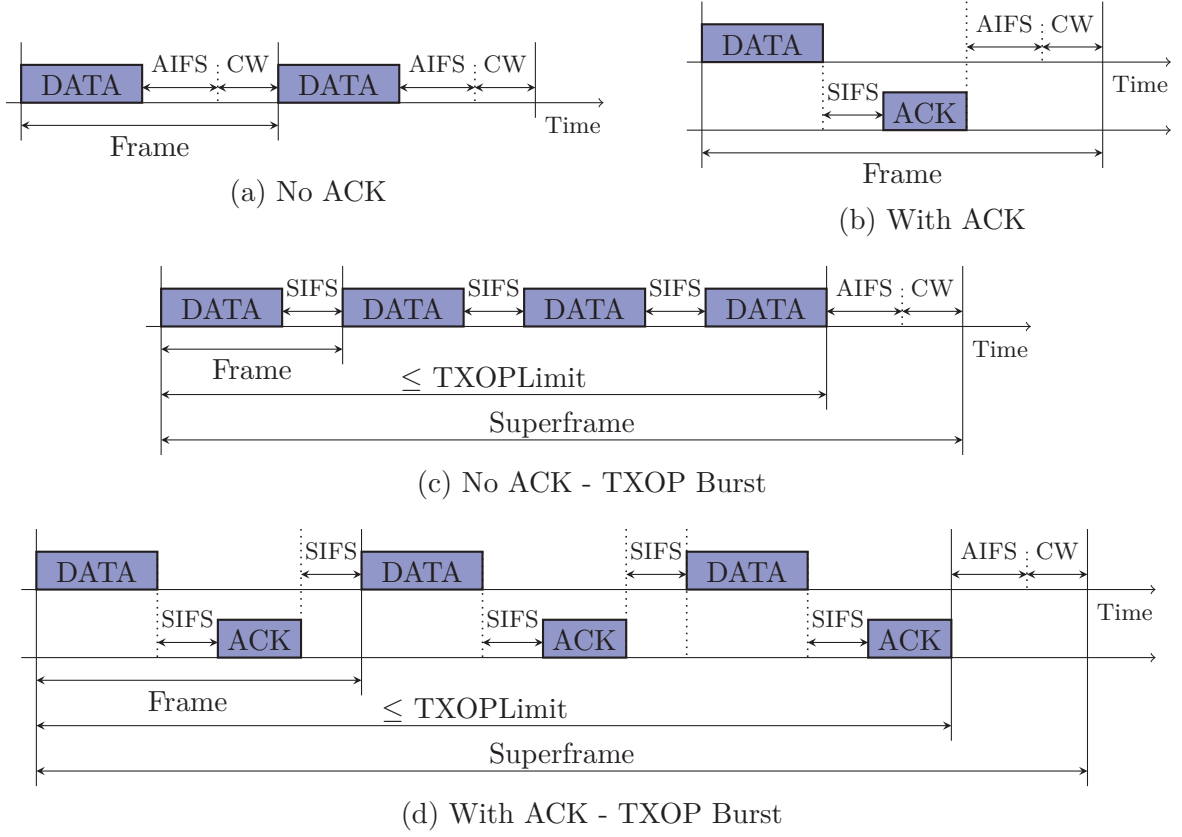 DATA AIFS CW DATA AIFS CW
Time
Frame
(a) No ACK
DATA AIFS CW
Time
SIFS ACK
Frame
(b) With ACK
DATA SIFS DATA SIFS DATA SIFS DATA AIFS CW
Time
Frame
≤ TXOPLimit
Superframe
(c) No ACK - TXOP Burst
DATA SIFS DATA SIFS DATA AIFS CW
Time
SIFS ACK SIFS ACK SIFS ACK
Frame
≤ TXOPLimit
Superframe
(d) With ACK - TXOP Burst